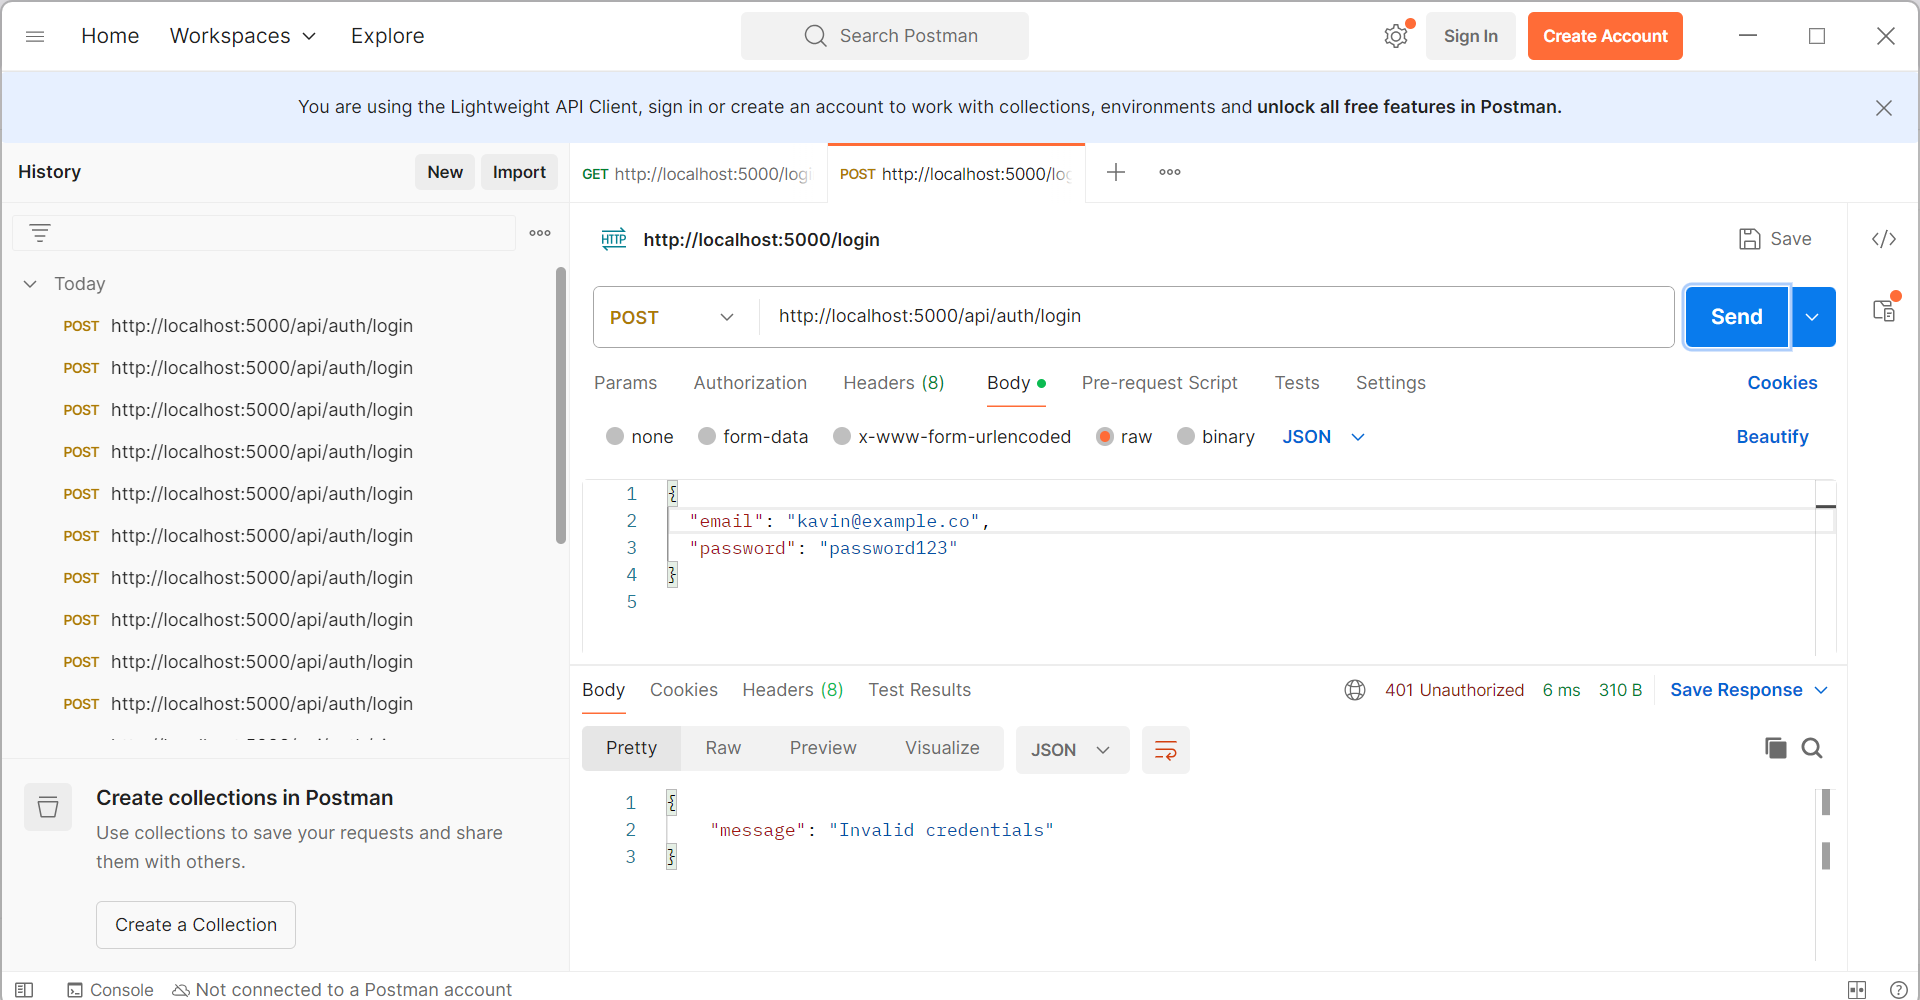 Home Workspaces Explore Search Postman Sign In Create Account
You are using the Lightweight API Client, sign in or create an account to work with collections, environments and unlock all free features in Postman.
History New Import
GET http://localhost:5000/logi
POST http://localhost:5000/log
HTTP http://localhost:5000/login Save
Today
POST http://localhost:5000/api/auth/login
POST http://localhost:5000/api/auth/login
POST http://localhost:5000/api/auth/login
POST http://localhost:5000/api/auth/login
POST http://localhost:5000/api/auth/login
POST http://localhost:5000/api/auth/login
POST http://localhost:5000/api/auth/login
POST http://localhost:5000/api/auth/login
POST http://localhost:5000/api/auth/login
POST http://localhost:5000/api/auth/login
Create collections in Postman
Use collections to save your requests and share
them with others.
Create a Collection
POST http://localhost:5000/api/auth/login Send
Params Authorization Headers (8) Body Pre-request Script Tests Settings Cookies
none form-data x-www-form-urlencoded raw binary JSON Beautify
1 {
2 "email": "kavin@example.co",
3 "password": "password123"
4 }
5
Body Cookies Headers (8) Test Results 401 Unauthorized 6 ms 310 B Save Response
Pretty Raw Preview Visualize JSON
1 {
2 "message": "Invalid credentials"
3 }
Console Not connected to a Postman account